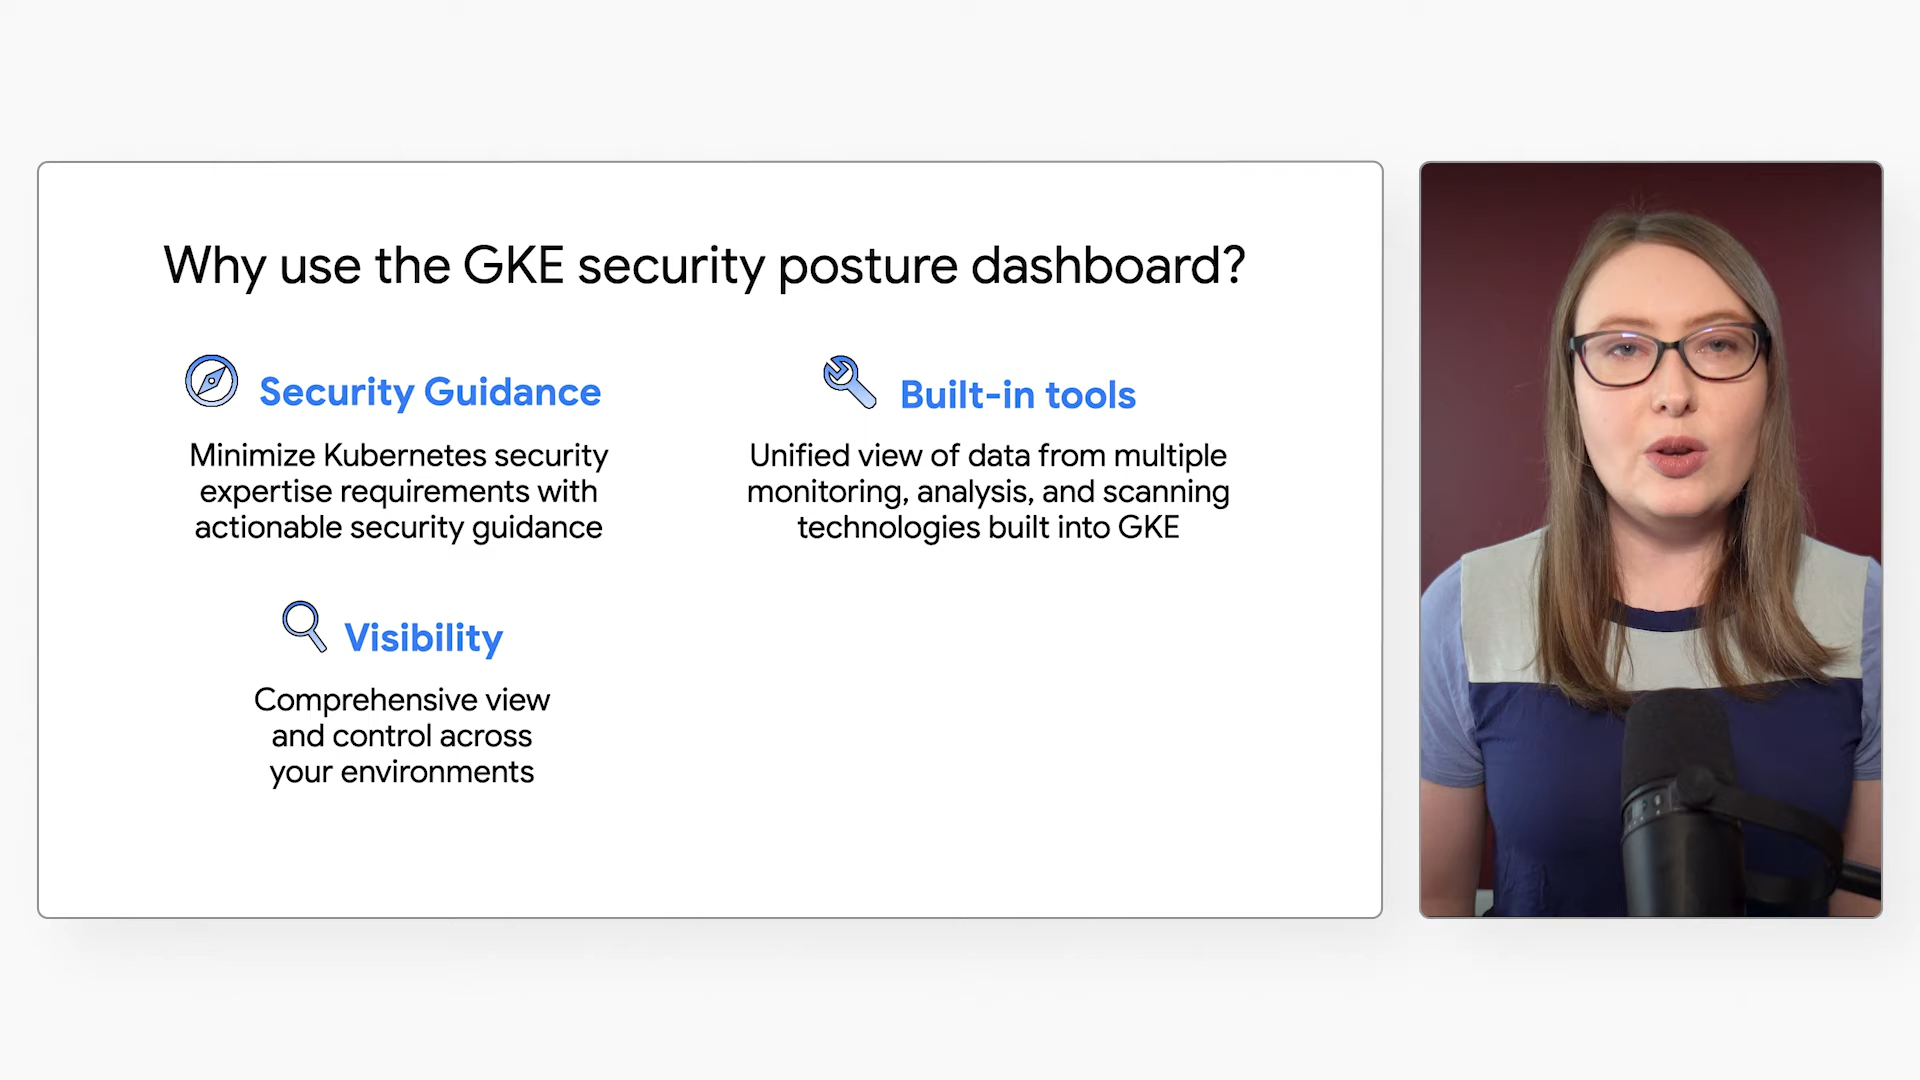 Why use the GKE security posture dashboard?
Security Guidance
Minimize Kubernetes security
expertise requirements with
actionable security guidance
Built-in tools
Unified view of data from multiple
monitoring, analysis, and scanning
technologies built into GKE
Visibility
Comprehensive view
and control across
your environments